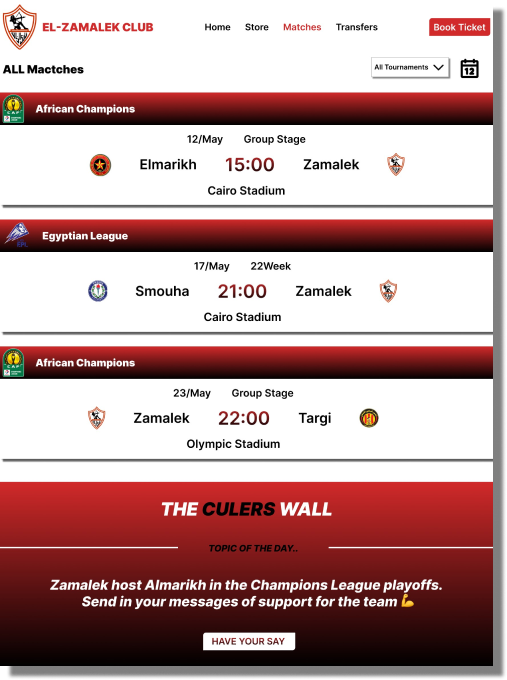 EL-ZAMALEK CLUB
Home Store Matches Transfers
Book Ticket
ALL Mactches
All Tournaments
12
CAF
African Champions
12/May Group Stage
Elmarikh 15:00 Zamalek
Cairo Stadium
EPL
Egyptian League
17/May 22Week
Smouha 21:00 Zamalek
Cairo Stadium
CAF
African Champions
23/May Group Stage
Zamalek 22:00 Targi
Olympic Stadium
THE CULERS WALL
TOPIC OF THE DAY..
Zamalek host Almarikh in the Champions League playoffs.
Send in your messages of support for the team 💪
HAVE YOUR SAY